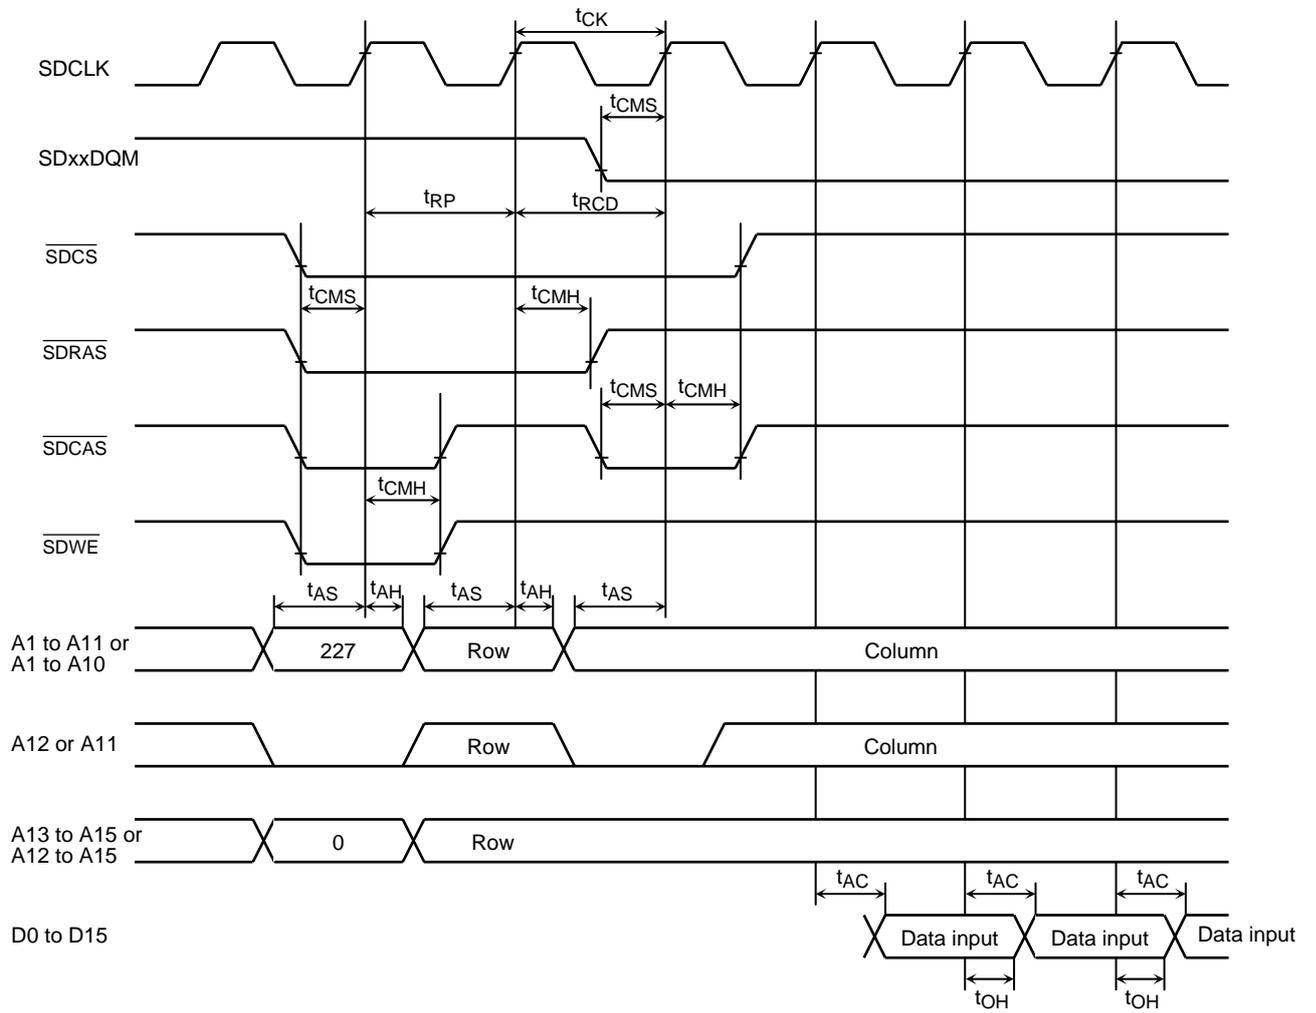 tCK
SDCLK
tCMS
SDxxDQM
tRP
tRCD
SDCS
tCMS
tCMH
SDRAS
tCMS
tCMH
SDCAS
tCMH
SDWE
tAS
tAH
tAS
tAH
tAS
A1 to A11 or
A1 to A10
227
Row
Column
A12 or A11
Row
Column
A13 to A15 or
A12 to A15
0
Row
tAC
tAC
tAC
D0 to D15
Data input
Data input
Data input
tOH
tOH